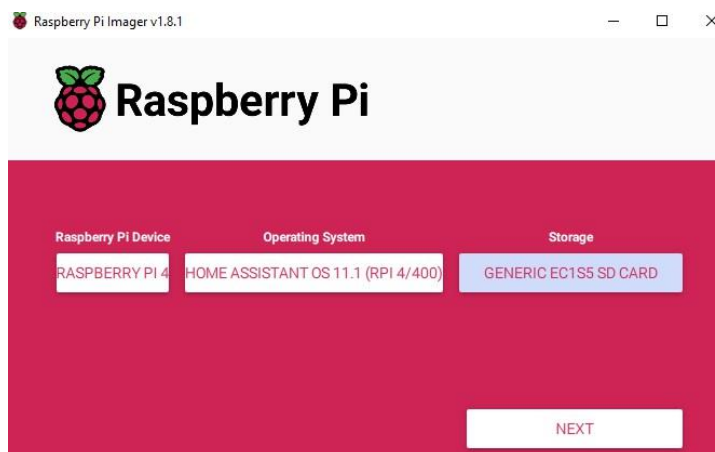 Raspberry Pi Imager v1.8.1
Raspberry Pi
Raspberry Pi Device Operating System Storage
RASPBERRY PI 4 HOME ASSISTANT OS 11.1 (RPI 4/400) GENERIC EC1S5 SD CARD
NEXT